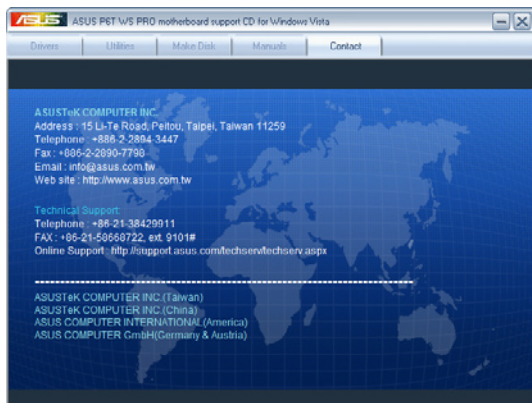 ASUS ASUS P6T WS PRO motherboard support CD for Windows Vista
Drivers Utilities Make Disk Manuals Contact
ASUSTeK COMPUTER INC.
Address : 15 Li-Te Road, Peitou, Taipei, Taiwan 11259
Telephone : +886-2-2894-3447
Fax : +886-2-2890-7798
Email : info@asus.com.tw
Web site : http://www.asus.com.tw
Technical Support:
Telephone : +86-21-38429911
FAX : +86-21-58668722, ext. 9101#
Online Support : http://support.asus.com/techserv/techserv.aspx
ASUSTeK COMPUTER INC.(Taiwan)
ASUSTeK COMPUTER INC.(China)
ASUS COMPUTER INTERNATIONAL(America)
ASUS COMPUTER GmbH(Germany & Austria)